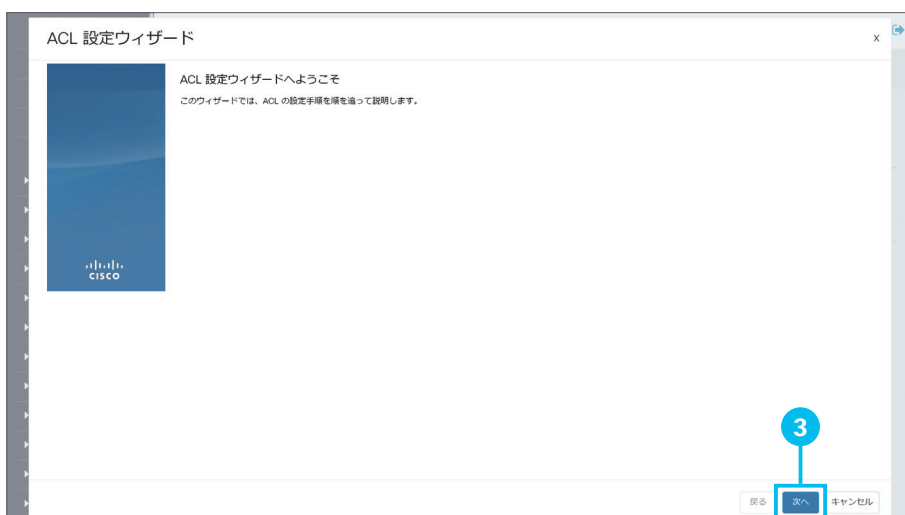 ACL 設定ウィザード
x
ACL 設定ウィザードへようこそ
このウィザードでは、ACL の設定手順を順を追って説明します。
CISCO
3
戻る 次へ キャンセル